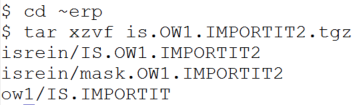 $ cd ~erp
$ tar xzvf is.OW1.IMPORTIT2.tgz
isrein/IS.OW1.IMPORTIT2
isrein/mask.OW1.IMPORTIT2
ow1/IS.IMPORTIT
$